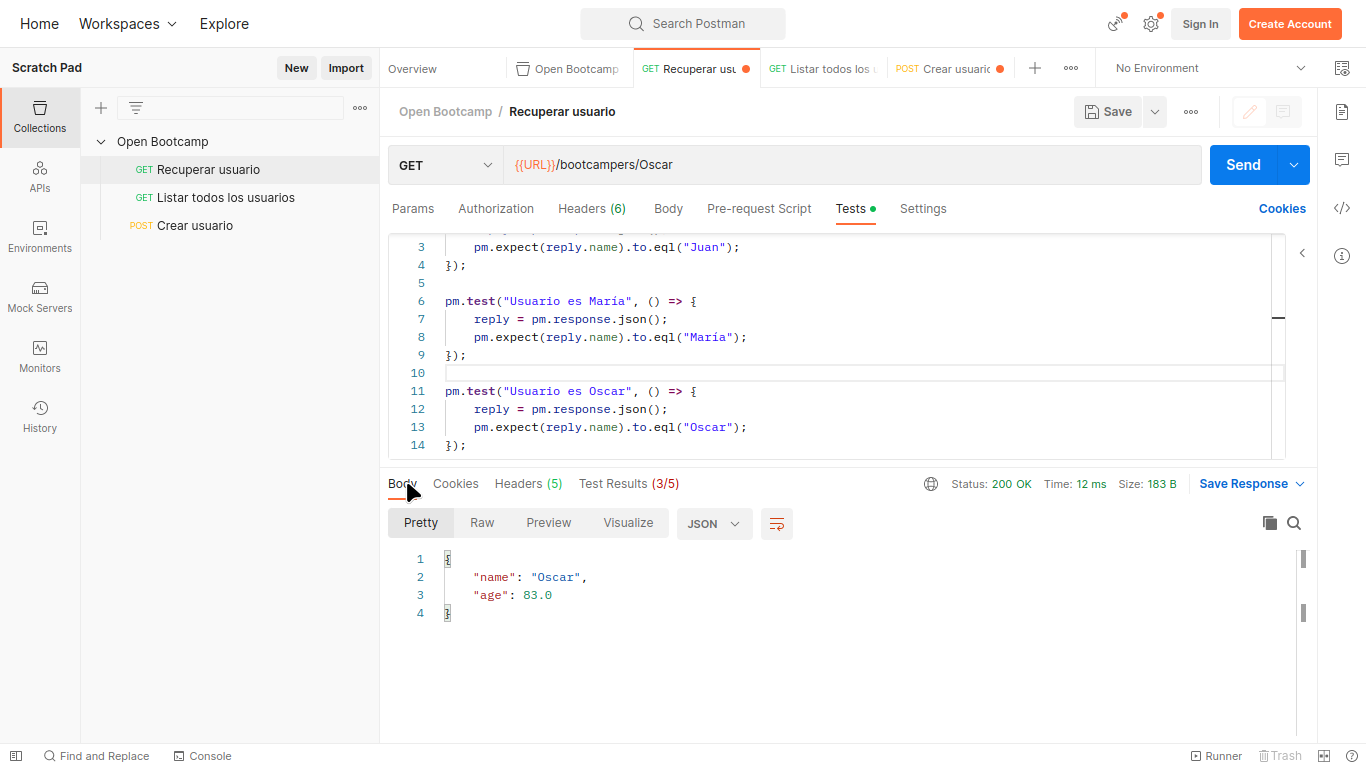 Home Workspaces Explore Search Postman Sign In Create Account
Scratch Pad New Import
Overview Open Bootcamp GET Recuperar usu GET Listar todos los u POST Crear usuario No Environment
Collections
APIs
Environments
Mock Servers
Monitors
History
Open Bootcamp
GET Recuperar usuario
GET Listar todos los usuarios
POST Crear usuario
Open Bootcamp / Recuperar usuario Save
GET {{URL}}/bootcampers/Oscar Send
Params Authorization Headers (6) Body Pre-request Script Tests Settings Cookies
3 pm.expect(reply.name).to.eql("Juan");
4 });
5
6 pm.test("Usuario es María", () => {
7 reply = pm.response.json();
8 pm.expect(reply.name).to.eql("María");
9 });
10
11 pm.test("Usuario es Oscar", () => {
12 reply = pm.response.json();
13 pm.expect(reply.name).to.eql("Oscar");
14 });
Body Cookies Headers (5) Test Results (3/5) Status: 200 OK Time: 12 ms Size: 183 B Save Response
Pretty Raw Preview Visualize JSON
1 {
2 "name": "Oscar",
3 "age": 83.0
4 }
Find and Replace Console Runner Trash